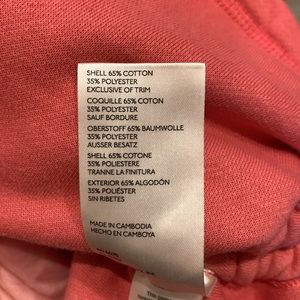 SHELL 65% COTTON
35% POLYESTER
EXCLUSIVE OF TRIM
COQUILLE 65% COTON
35% POLYESTER
SAUF BORDURE
OBERSTOFF 65% BAUMWOLLE
35% POLYESTER
AUSSER BESATZ
SHELL 65% COTONE
35% POLIESTERE
TRANNE LA FINITURA
EXTERIOR 65% ALGODÓN
35% POLIÉSTER
SIN RIBETES
MADE IN CAMBODIA
HECHO EN CAMBOYA